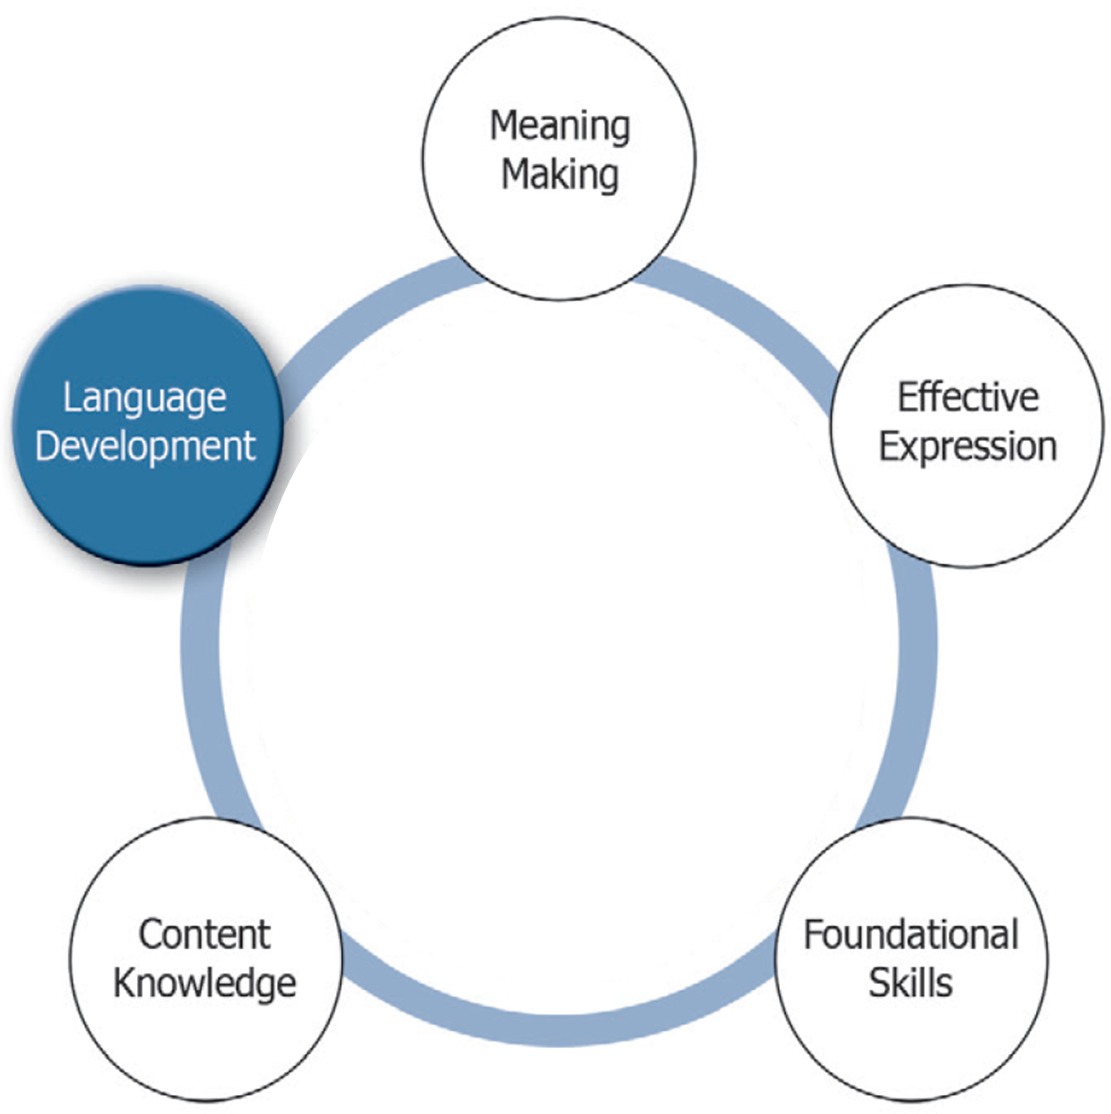 Meaning
Making
Language
Development
Effective
Expression
Content
Knowledge
Foundational
Skills